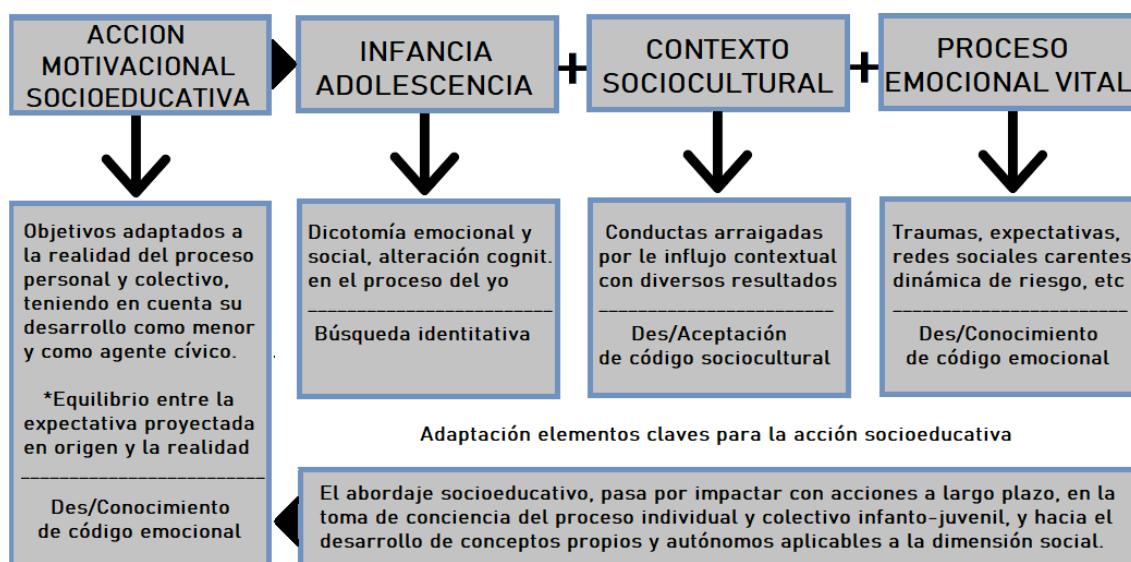 ACCION
MOTIVACIONAL
SOCIOEDUCATIVA
INFANCIA
ADOLESCENCIA
+
CONTEXTO
SOCIOCULTURAL
+
PROCESO
EMOCIONAL VITAL
Objetivos adaptados a
la realidad del proceso
personal y colectivo,
teniendo en cuenta su
desarrollo como menor
y como agente cívico.
*Equilibrio entre la
expectativa proyectada
en origen y la realidad
Des/Conocimiento
de código emocional
Dicotomía emocional y
social, alteración cognit.
en el proceso del yo
Búsqueda identitativa
Conductas arraigadas
por le influjo contextual
con diversos resultados
Des/Aceptación
de código sociocultural
Traumas, expectativas,
redes sociales carentes,
dinámica de riesgo, etc
Des/Conocimiento
de código emocional
Adaptación elementos claves para la acción socioeducativa
El abordaje socioeducativo, pasa por impactar con acciones a largo plazo, en la
toma de conciencia del proceso individual y colectivo infanto-juvenil, y hacia el
desarrollo de conceptos propios y autónomos aplicables a la dimensión social.